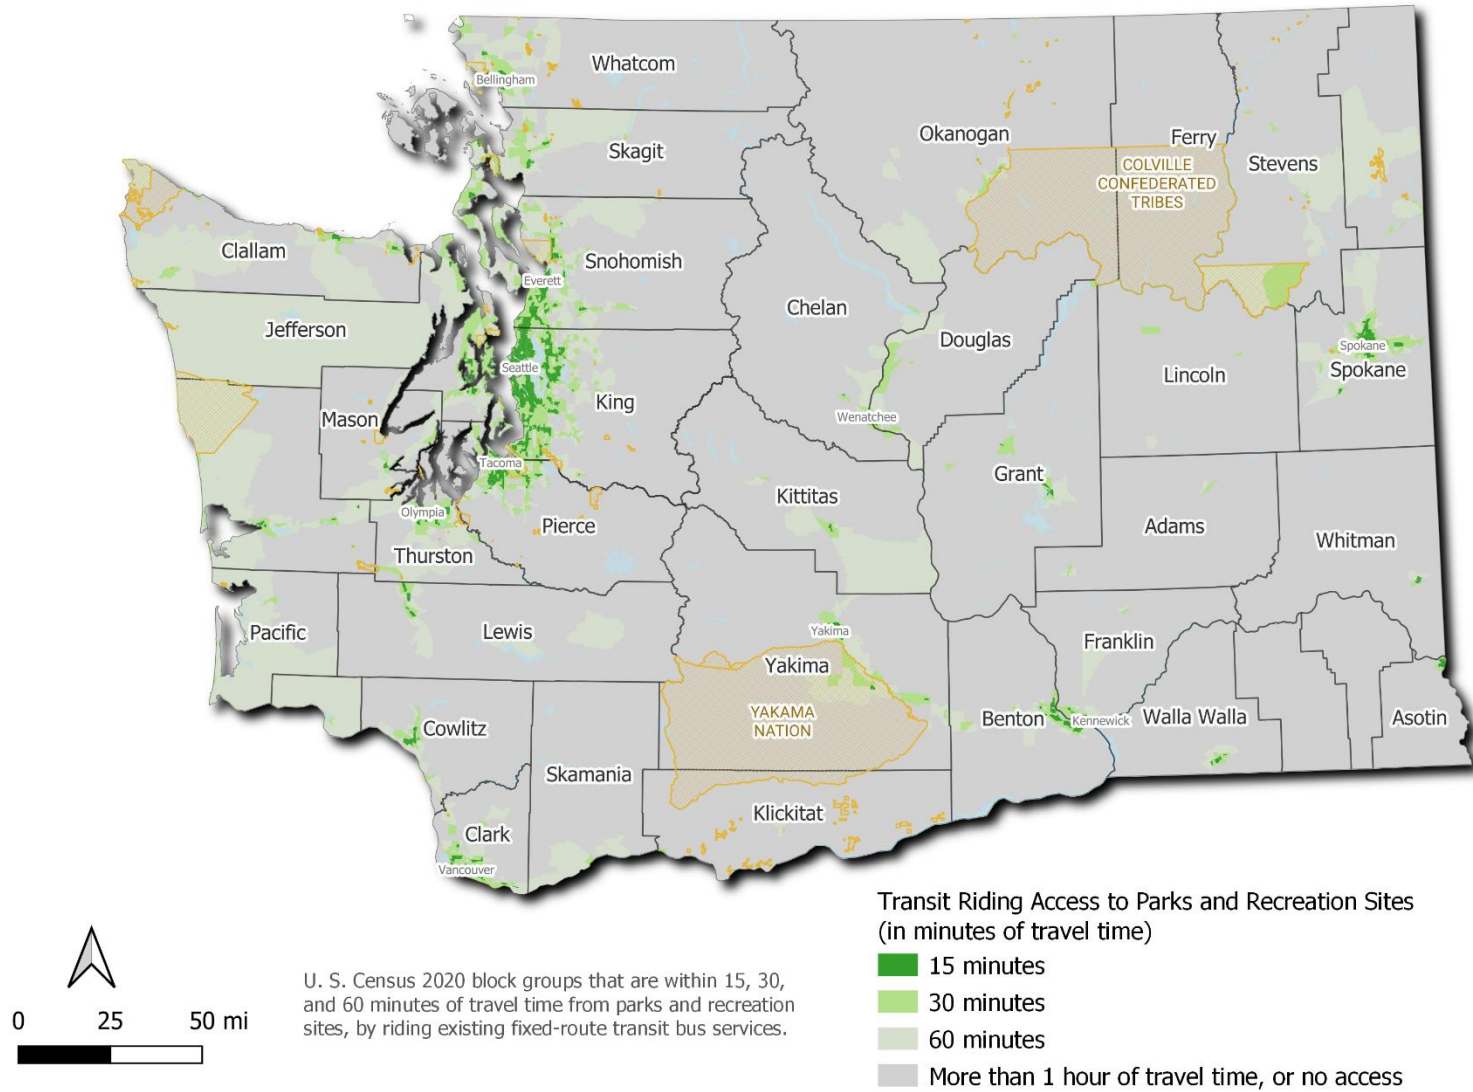 Whatcom
Bellingham
Okanogan
Ferry
Skagit
Stevens
COLVILLE
CONFEDERATED
TRIBES
Clallam
Snohomish
Everett
Chelan
Jefferson
Douglas
Spokane
Seattle
Lincoln
Spokane
King
Mason
Wenatchee
Tacoma
Grant
Kittitas
Olympia
Pierce
Adams
Whitman
Thurston
Pacific
Lewis
Yakima
Franklin
Yakima
YAKAMA
NATION
Benton
Kennewick
Walla Walla
Asotin
Cowlitz
Skamania
Klickitat
Clark
Vancouver
Transit Riding Access to Parks and Recreation Sites
(in minutes of travel time)
15 minutes
30 minutes
60 minutes
More than 1 hour of travel time, or no access
U. S. Census 2020 block groups that are within 15, 30,
and 60 minutes of travel time from parks and recreation
sites, by riding existing fixed-route transit bus services.
0 25 50 mi